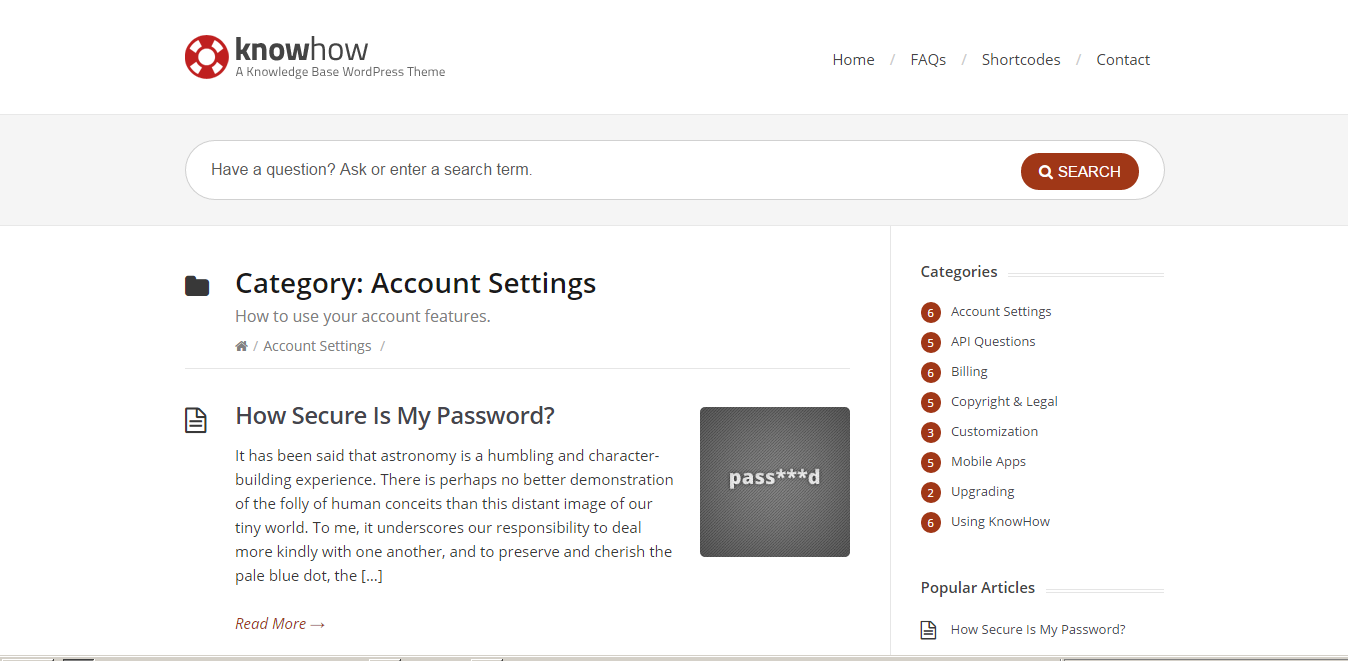 knowhow
A Knowledge Base WordPress Theme
Home / FAQs / Shortcodes / Contact
Have a question? Ask or enter a search term.
SEARCH
Category: Account Settings
How to use your account features.
/ Account Settings /
How Secure Is My Password?
It has been said that astronomy is a humbling and character-
building experience. There is perhaps no better demonstration
of the folly of human conceits than this distant image of our
tiny world. To me, it underscores our responsibility to deal
more kindly with one another, and to preserve and cherish the
pale blue dot, the [...]
Read More →
pass***d
Categories
6 Account Settings
5 API Questions
6 Billing
5 Copyright & Legal
3 Customization
5 Mobile Apps
2 Upgrading
6 Using KnowHow
Popular Articles
How Secure Is My Password?